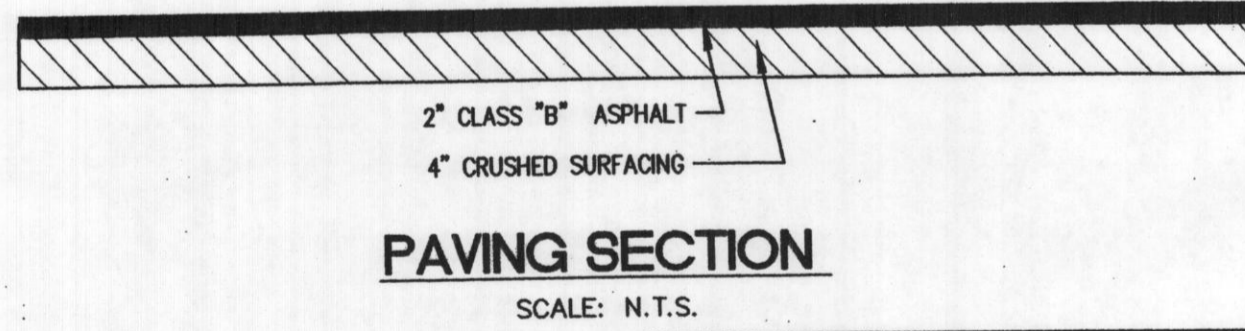 2" CLASS "B" ASPHALT
4" CRUSHED SURFACING
PAVING SECTION
SCALE: N.T.S.